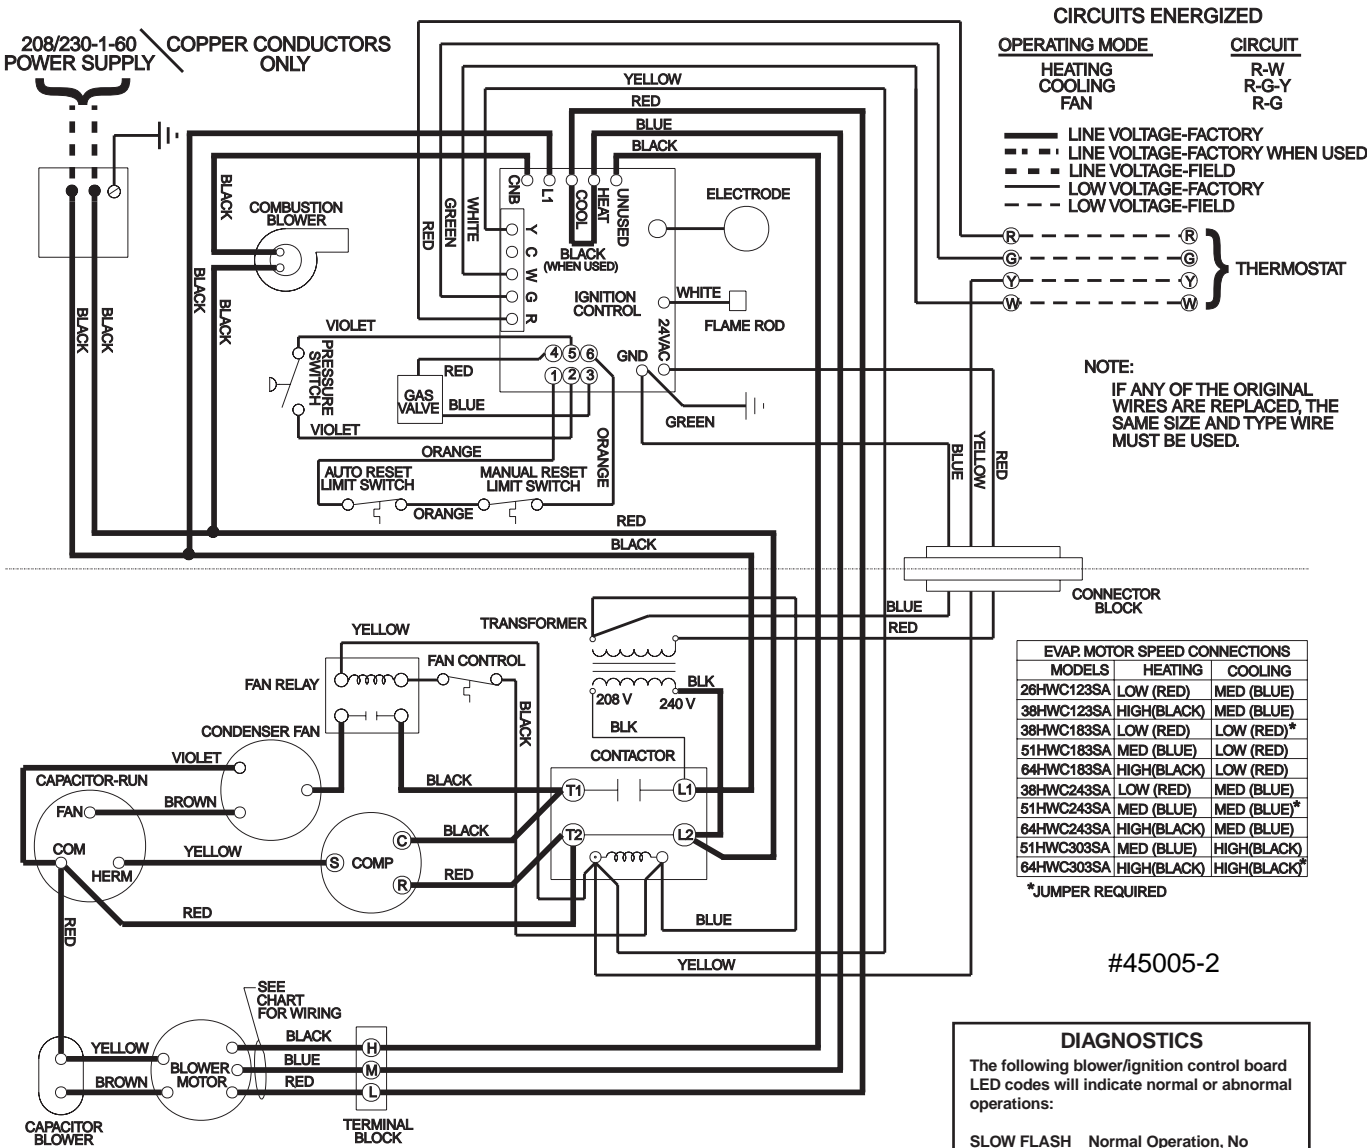 CIRCUITS ENERGIZED
OPERATING MODE CIRCUIT
HEATING R-W
COOLING R-G-Y
FAN R-G
LINE VOLTAGE-FACTORY
LINE VOLTAGE-FACTORY WHEN USED
LINE VOLTAGE-FIELD
LOW VOLTAGE-FACTORY
LOW VOLTAGE-FIELD
208/230-1-60
POWER SUPPLY
COPPER CONDUCTORS
ONLY
YELLOW
RED
BLUE
BLACK
BLACK
COMBUSTION
BLOWER
RED
GREEN
WHITE
CNB
L1
COOL
HEAT
UNUSED
BLACK
(WHEN USED)
Y
C
W
G
R
IGNITION
CONTROL
ELECTRODE
WHITE
FLAME ROD
24VAC
GND
GREEN
R R
G G
Y Y
W W
THERMOSTAT
NOTE:
IF ANY OF THE ORIGINAL
WIRES ARE REPLACED, THE
SAME SIZE AND TYPE WIRE
MUST BE USED.
BLACK
BLACK
BLACK
BLACK
VIOLET
PRESSURE
SWITCH
VIOLET
RED
GAS
VALVE
BLUE
4 5 6
1 2 3
ORANGE
ORANGE
AUTO RESET
LIMIT SWITCH
MANUAL RESET
LIMIT SWITCH
ORANGE
RED
BLACK
BLUE
YELLOW
RED
CONNECTOR
BLOCK
BLUE
RED
TRANSFORMER
208 V
240 V
BLK
BLK
YELLOW
FAN CONTROL
FAN RELAY
BLACK
CONDENSER FAN
VIOLET
CAPACITOR-RUN
FAN
BROWN
COM
HERM
YELLOW
S COMP
C
R
BLACK
BLACK
RED
CONTACTOR
T1 L1
T2 L2
RED
RED
BLUE
YELLOW
EVAP. MOTOR SPEED CONNECTIONS
MODELS HEATING COOLING
26HWC123SA LOW (RED) MED (BLUE)
38HWC123SA HIGH(BLACK) MED (BLUE)
38HWC183SA LOW (RED) LOW (RED)*
51HWC183SA MED (BLUE) LOW (RED)
64HWC183SA HIGH(BLACK) LOW (RED)
38HWC243SA LOW (RED) MED (BLUE)
51HWC243SA MED (BLUE) MED (BLUE)*
64HWC243SA HIGH(BLACK) MED (BLUE)
51HWC303SA MED (BLUE) HIGH(BLACK)
64HWC303SA HIGH(BLACK) HIGH(BLACK)*
*JUMPER REQUIRED
#45005-2
SEE
CHART
FOR WIRING
YELLOW
BROWN
CAPACITOR
BLOWER
BLOWER
MOTOR
BLACK
BLUE
RED
H
M
L
TERMINAL
BLOCK
DIAGNOSTICS
The following blower/ignition control board
LED codes will indicate normal or abnormal
operations:
SLOW FLASH Normal Operation, No